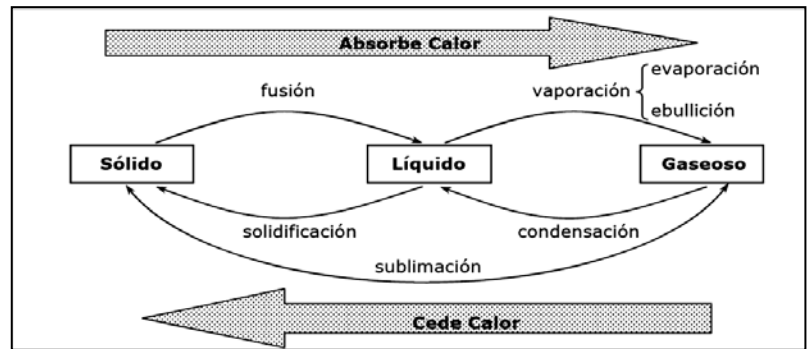 Absorbe Calor
fusión
vaporación
evaporación
ebullición
Sólido
Líquido
Gaseoso
solidificación
condensación
sublimación
Cede Calor